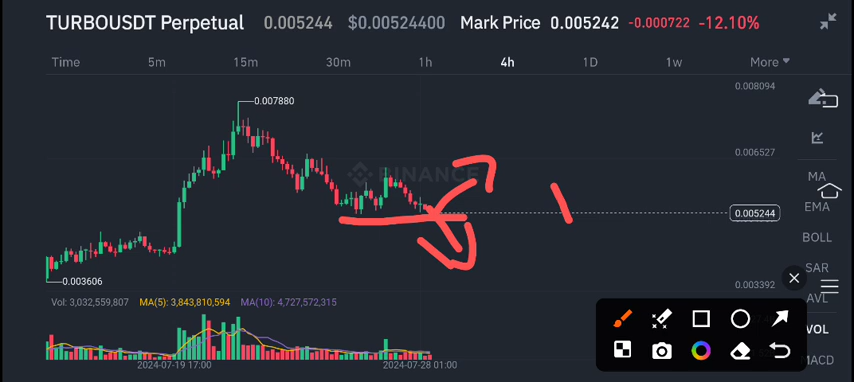 TURBOUSDT Perpetual 0.005244 $0.00524400 Mark Price 0.005242 -0.000722 -12.10%
Time 5m 15m 30m 1h 4h 1D 1w More
0.008094
0.007880
0.006527
BINANCE
MA
EMA
0.005244
BOLL
SAR
0.003606
0.003392
AVL
Vol: 3,032,559,807 MA(5): 3,843,810,594 MA(10): 4,727,572,315
VOL
MACD
2024-07-19 17:00 2024-07-28 01:00